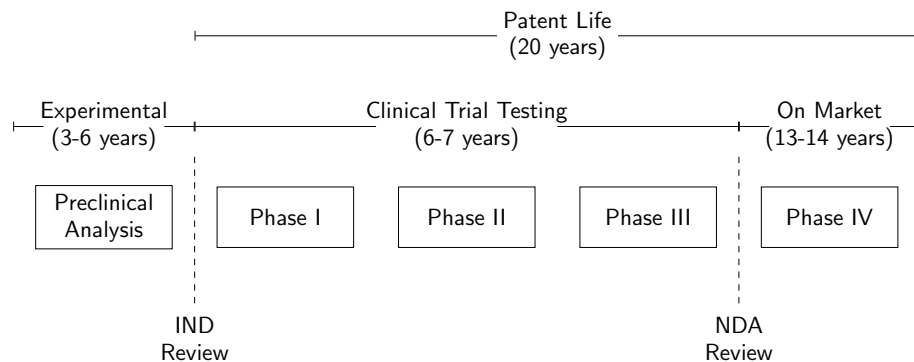 Patent Life
(20 years)
Experimental
(3-6 years)
Clinical Trial Testing
(6-7 years)
On Market
(13-14 years)
Preclinical
Analysis
Phase I
Phase II
Phase III
Phase IV
IND
Review
NDA
Review